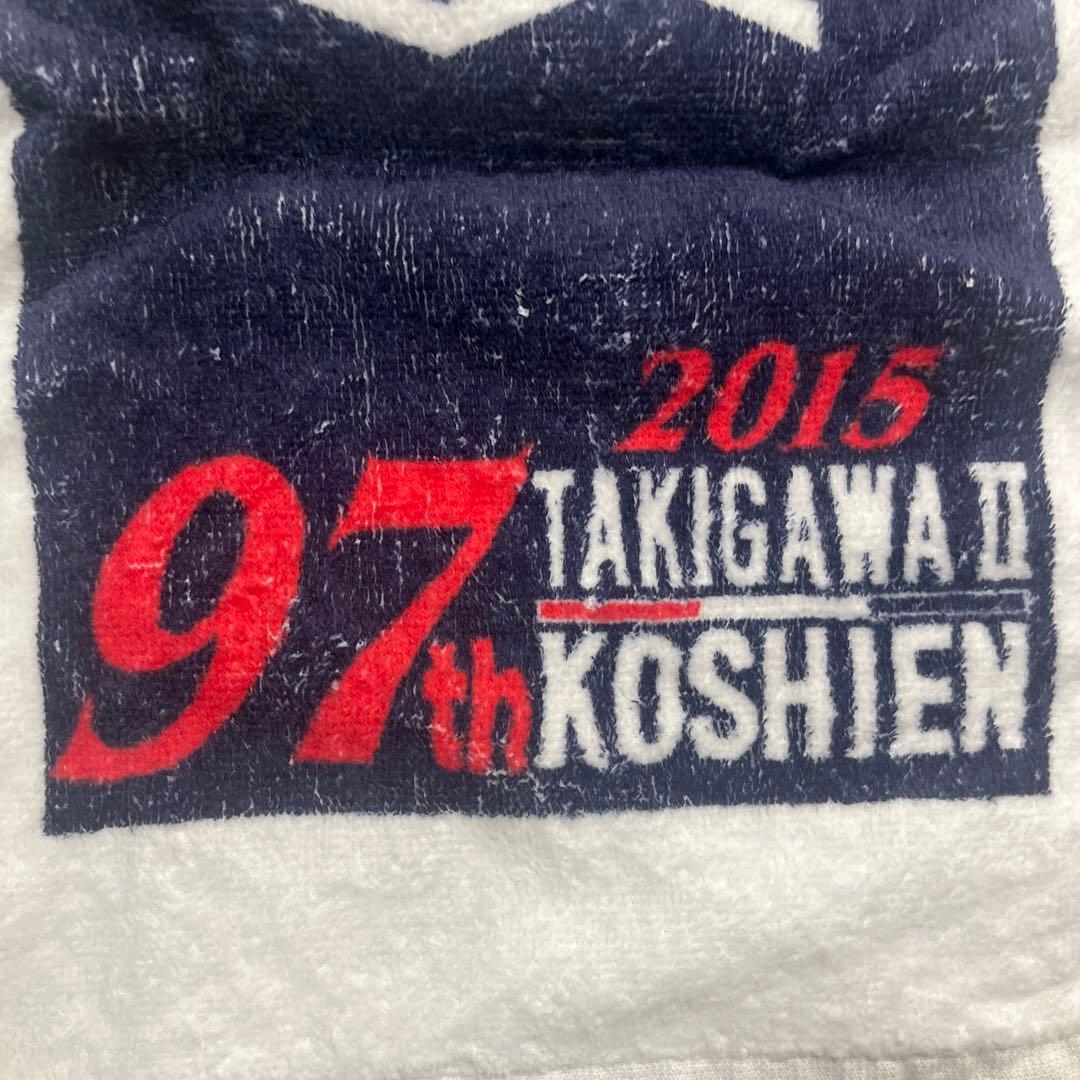 2015
97th
TAKIGAWA II
KOSHIEN